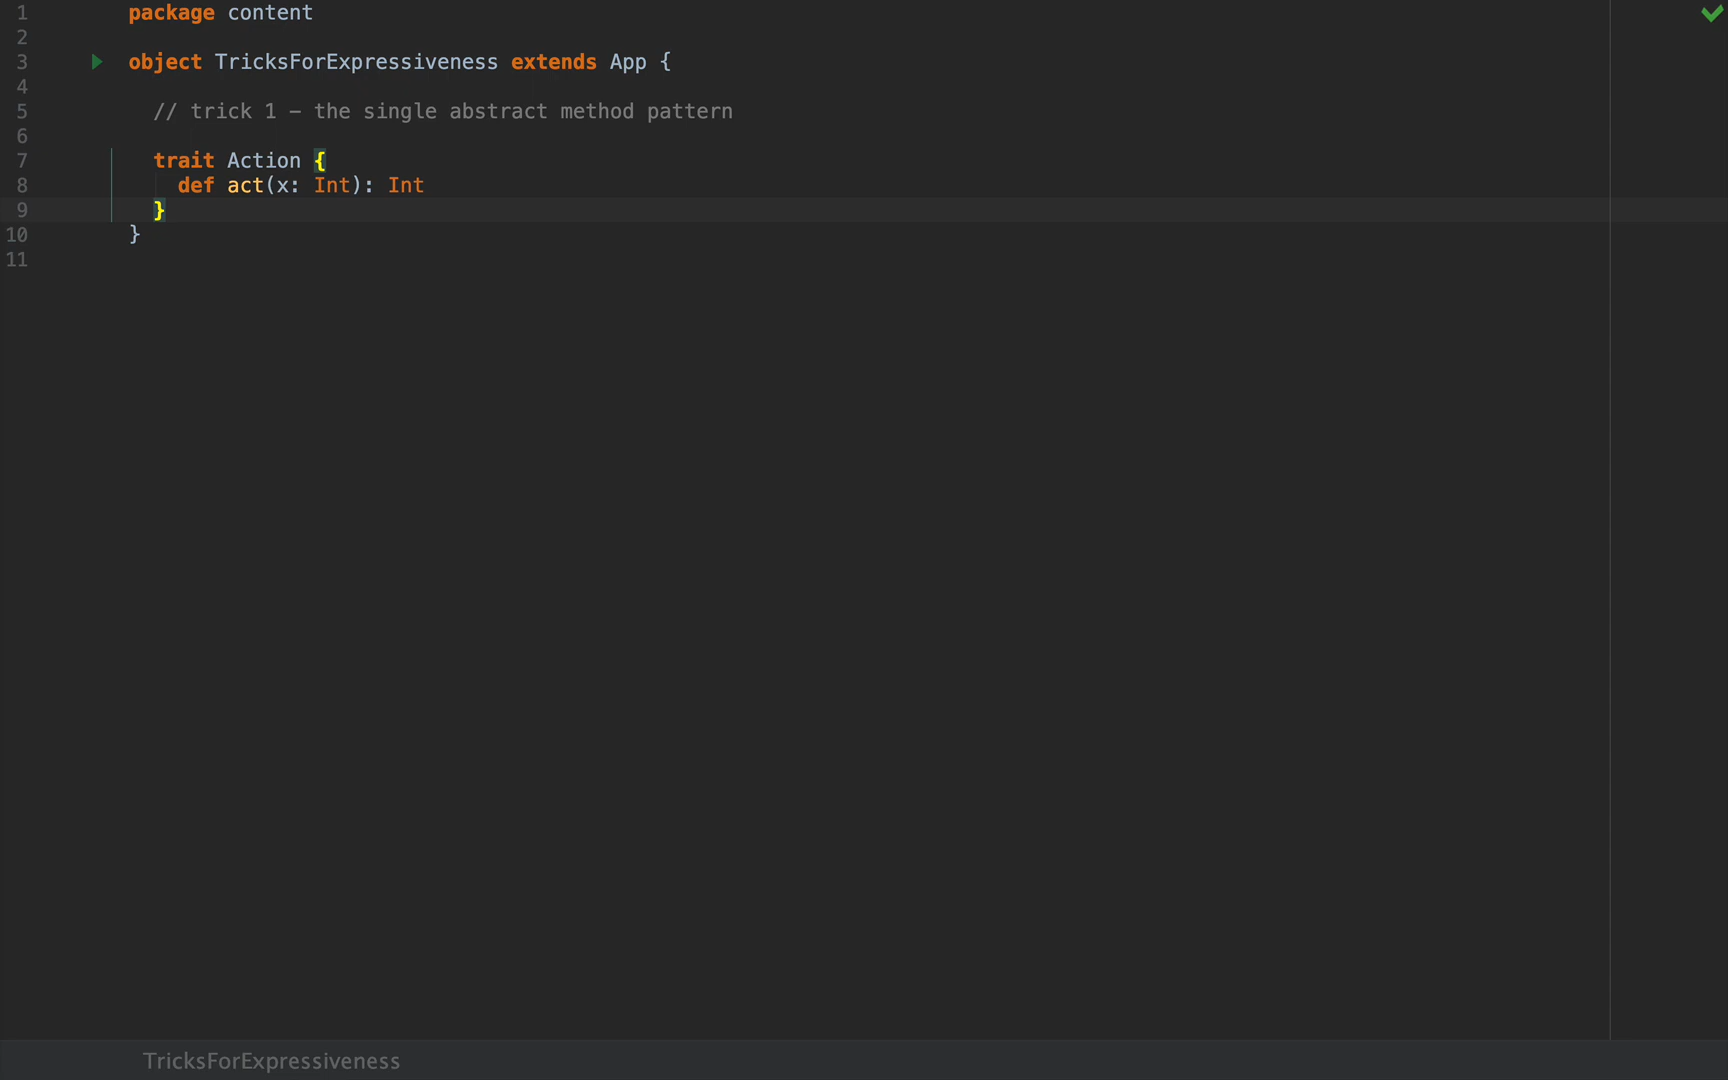 1 package content
2
3 object TricksForExpressiveness extends App {
4
5 // trick 1 – the single abstract method pattern
6
7 trait Action {
8 def act(x: Int): Int
9 }
10 }
11
TricksForExpressiveness